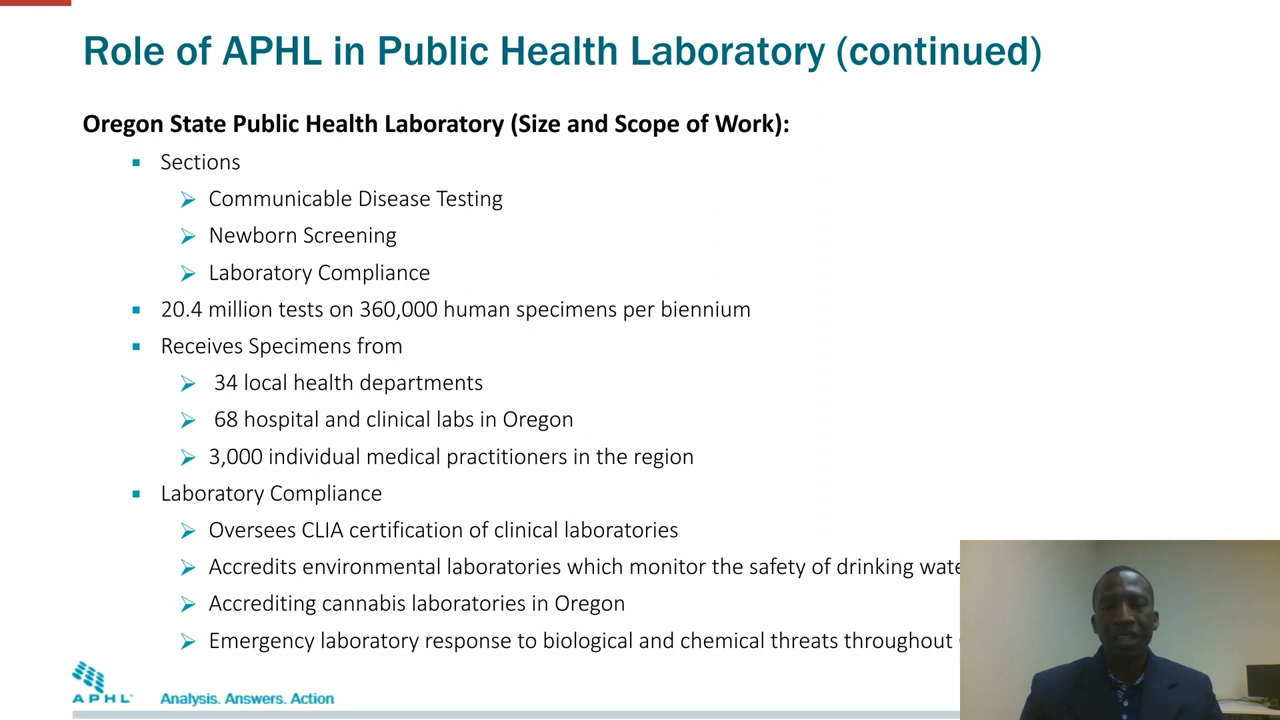 Role of APHL in Public Health Laboratory (continued)
Oregon State Public Health Laboratory (Size and Scope of Work):
Sections
Communicable Disease Testing
Newborn Screening
Laboratory Compliance
20.4 million tests on 360,000 human specimens per biennium
Receives Specimens from
34 local health departments
68 hospital and clinical labs in Oregon
3,000 individual medical practitioners in the region
Laboratory Compliance
Oversees CLIA certification of clinical laboratories
Accredits environmental laboratories which monitor the safety of drinking
Accrediting cannabis laboratories in Oregon
Emergency laboratory response to biological and chemical threats throughout
APHL
Analysis. Answers. Action